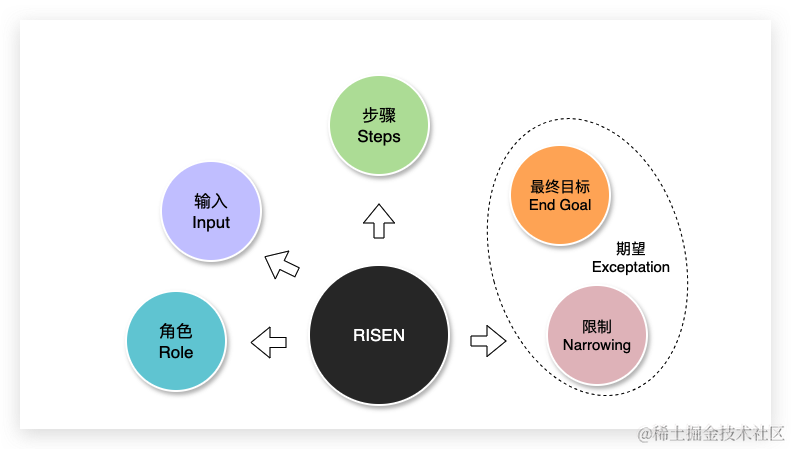 步骤
Steps
输入
Input
最终目标
End Goal
期望
Exceptation
角色
Role
RISEN
限制
Narrowing
@稀土掘金技术社区